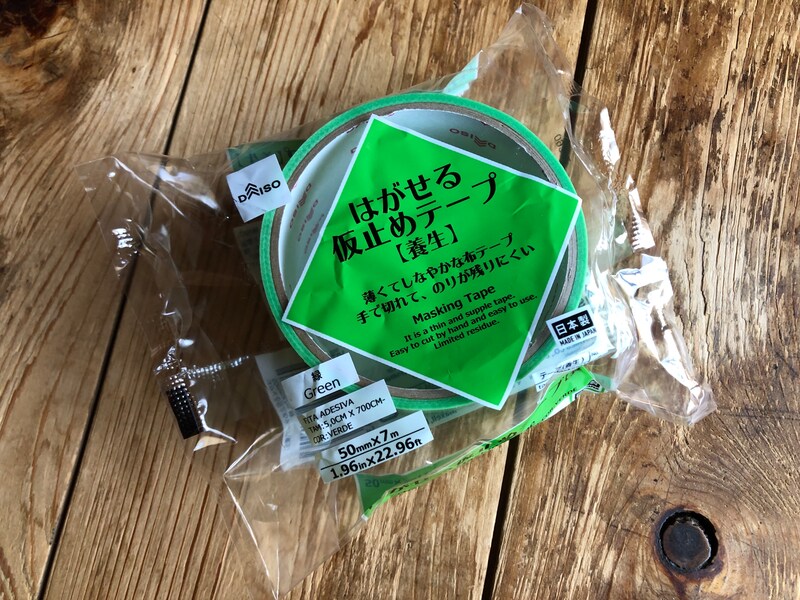 DAISO
DAISO
はがせる
仮止めテープ
【養生】
薄くてしなやかな布テープ
手で切れて、のりが残りにくい
Masking Tape
It is a thin and supple tape.
Easy to cut by hand and easy to use.
Limited residue.
日本製
MADE IN JAPAN
緑
Green
FITA ADESIVA
TAM:5.0CM X 700CM-
COR:VERDE
50mm×7m
1.96in×22.96ft